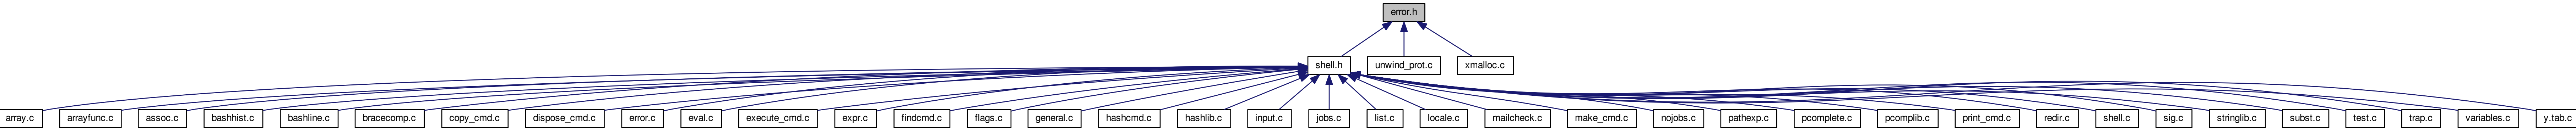 error.h
shell.h unwind_prot.c xmalloc.c
array.c arrayfunc.c assoc.c bashhist.c bashline.c bracecomp.c copy_cmd.c dispose_cmd.c error.c eval.c execute_cmd.c expr.c findcmd.c flags.c general.c hashcmd.c hashlib.c input.c jobs.c list.c locale.c mailcheck.c make_cmd.c nojobs.c pathexp.c pcomplete.c pcomplib.c print_cmd.c redir.c shell.c sig.c stringlib.c subst.c test.c trap.c variables.c y.tab.c